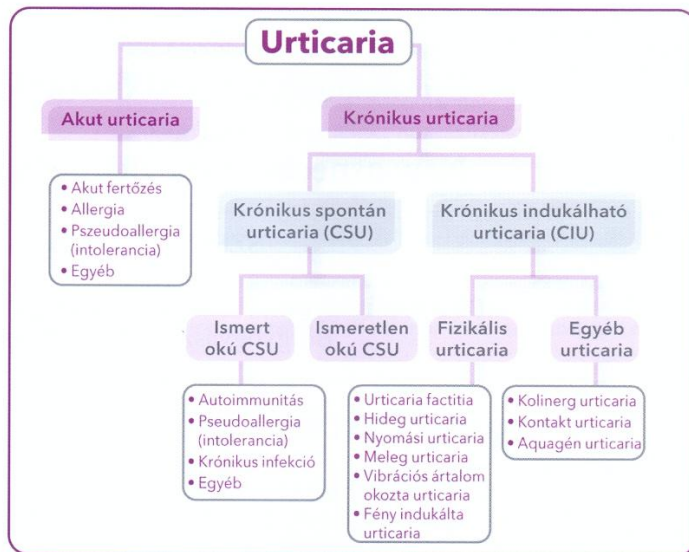 Urticaria
Akut urticaria
Krónikus urticaria
• Akut fertőzés
• Allergia
• Pszeudoallergia
(intolerancia)
• Egyéb
Krónikus spontán
urticaria (CSU)
Krónikus indukálható
urticaria (CIU)
Ismert
okú CSU
Ismeretlen
okú CSU
Fizikális
urticaria
Egyéb
urticaria
• Autoimmunitás
• Pseudoallergia
(intolerancia)
• Krónikus infekció
• Egyéb
• Urticaria factitia
• Hideg urticaria
• Nyomási urticaria
• Meleg urticaria
• Vibrációs ártalom
okozta urticaria
• Fény indukálta
urticaria
• Kolinerg urticaria
• Kontakt urticaria
• Aquagén urticaria